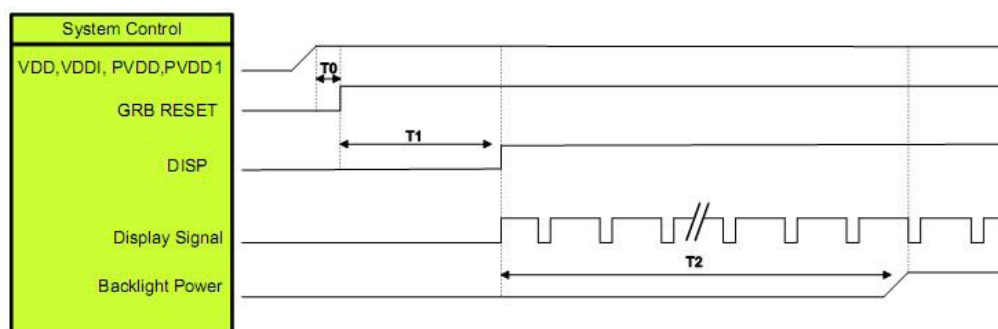 System Control
VDD,VDDI, PVDD,PVDD1
T0
GRB RESET
T1
DISP
Display Signal
T2
Backlight Power